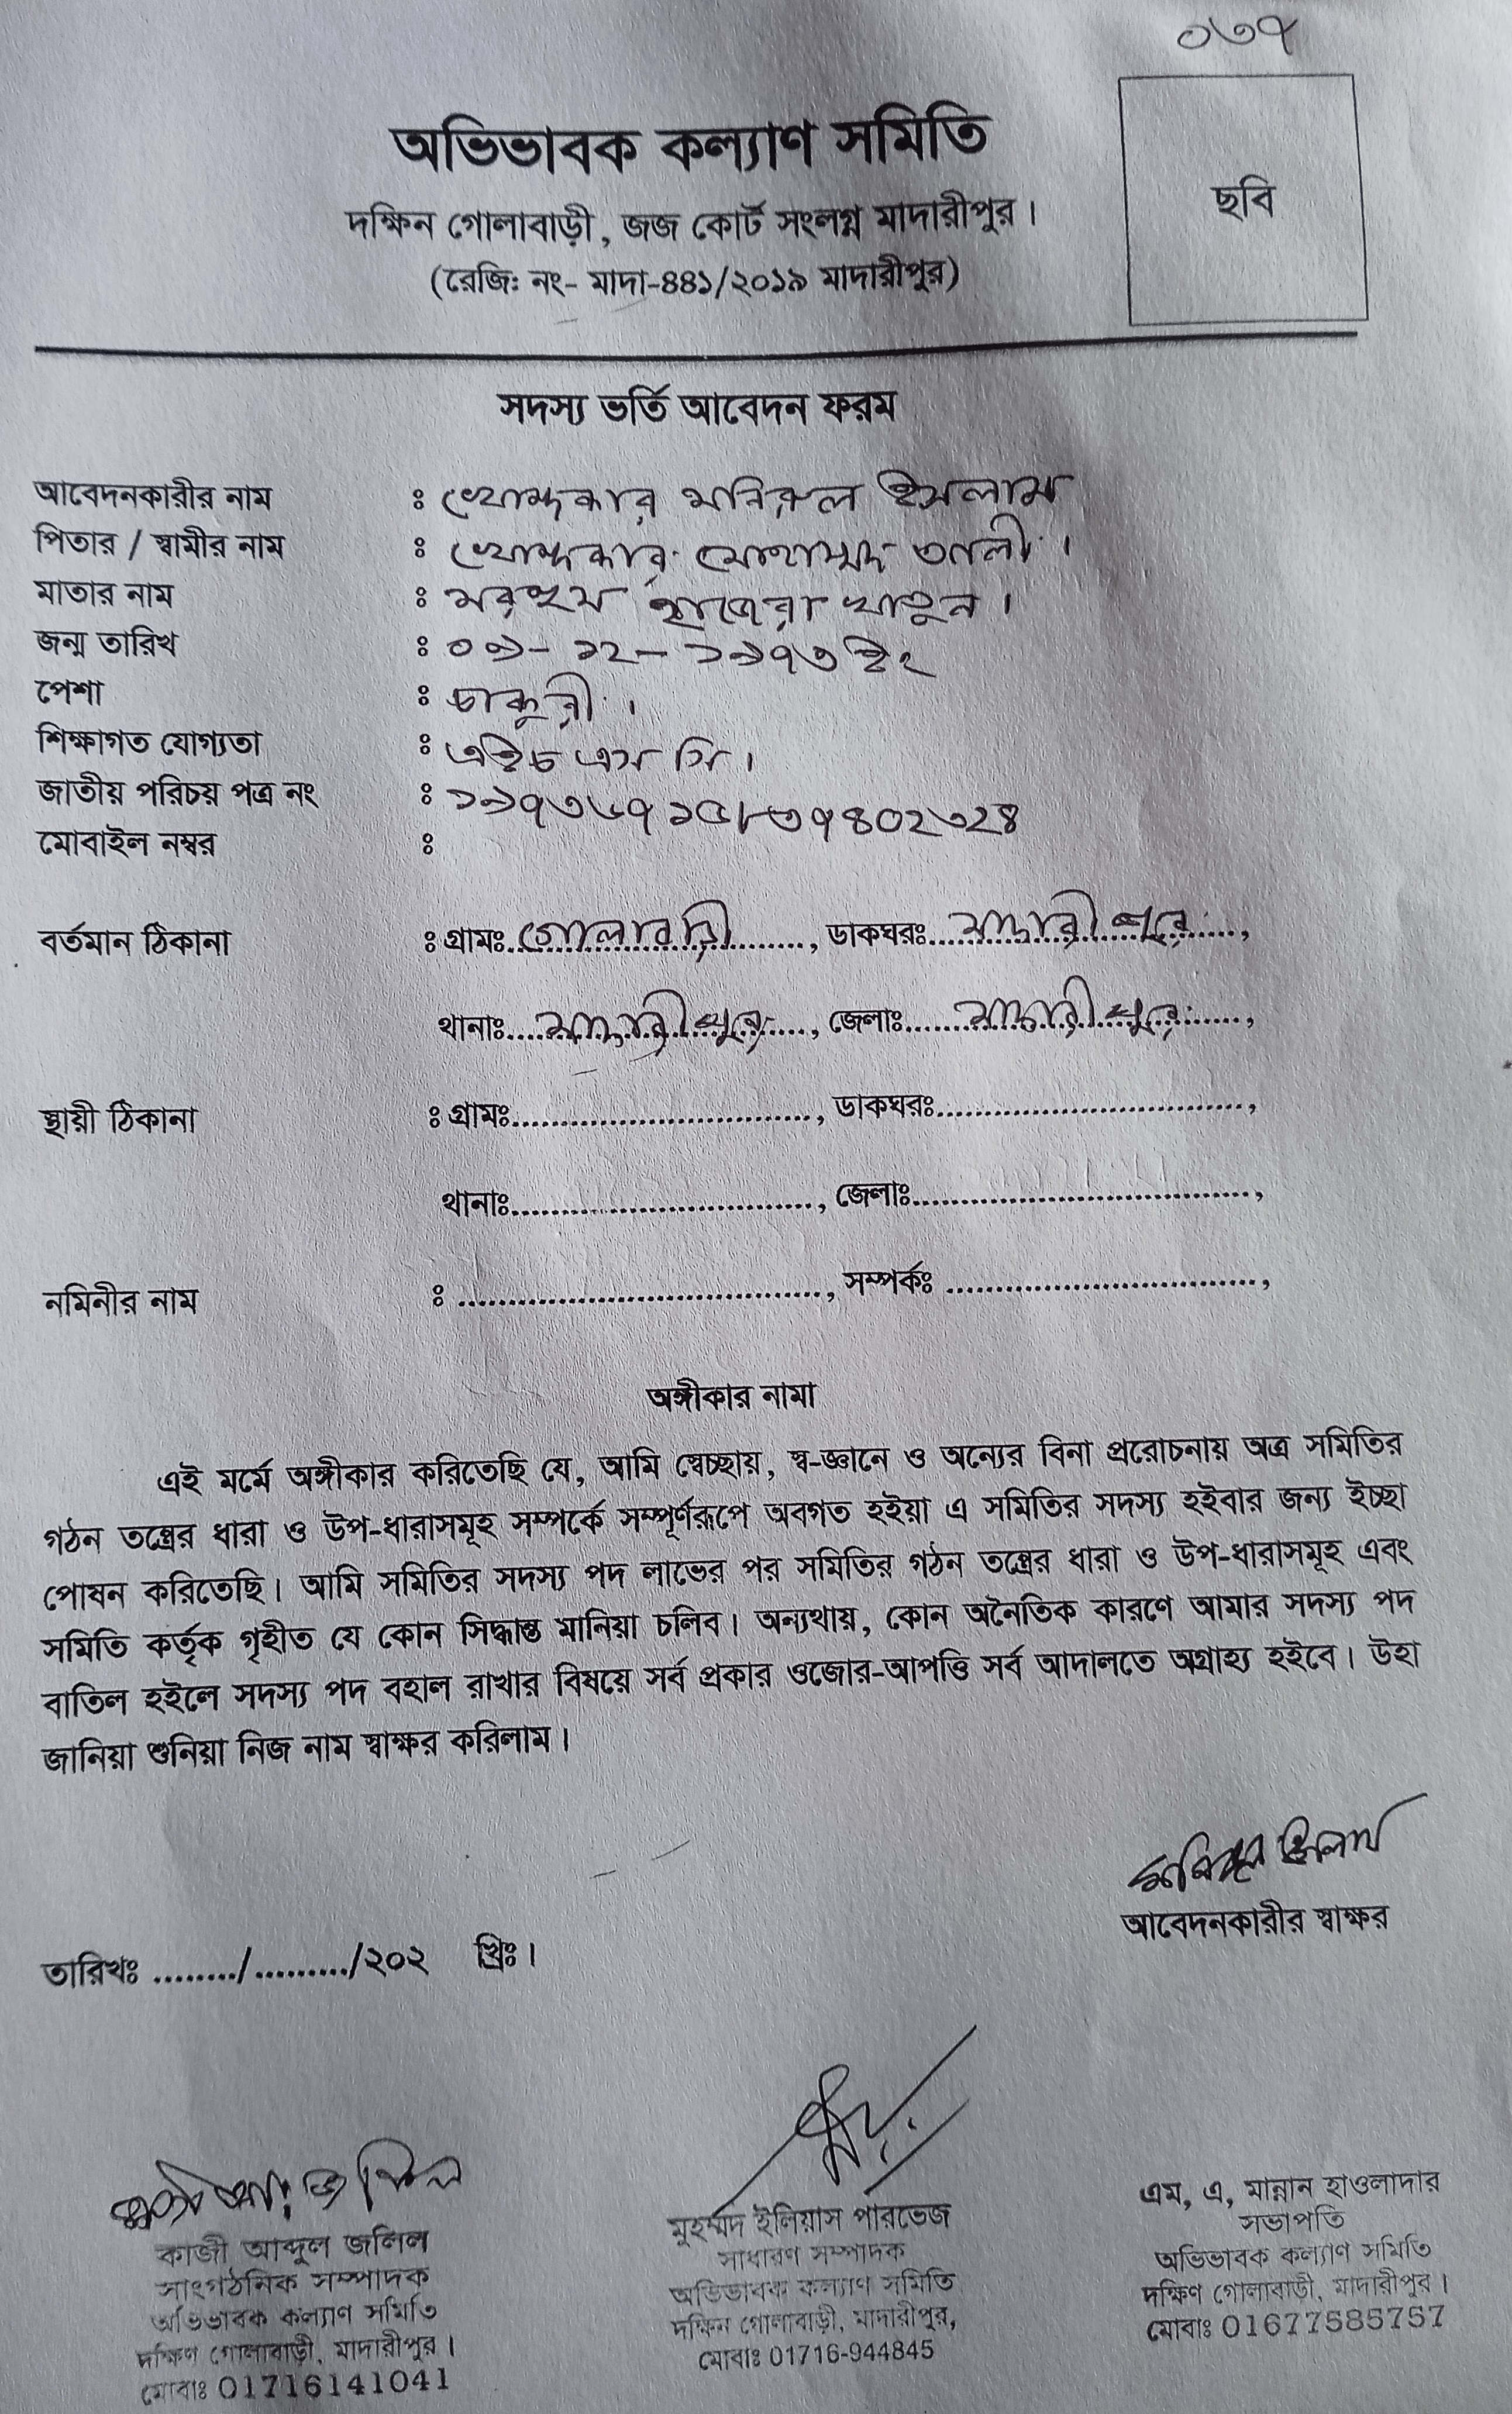 ০৩৭
অভিভাবক কল্যাণ সমিতি
দক্ষিন গোলাবাড়ী, জজ কোর্ট সংলগ্ন মাদারীপুর।
(রেজিঃ নং- মাদা-৪৪১/২০১৯ মাদারীপুর)
ছবি
সদস্য ভর্তি আবেদন ফরম
আবেদনকারীর নাম : খোন্দকার মনিরুল ইসলাম
পিতার / স্বামীর নাম : খোন্দকার মোহাম্মদ আলী।
মাতার নাম : মরহুম হাজেরা খাতুন।
জন্ম তারিখ : ০৯-১২-১৯৭৩ ইং
পেশা : চাকুরী।
শিক্ষাগত যোগ্যতা : এইচ এস সি।
জাতীয় পরিচয় পত্র নং :
মোবাইল নম্বর :
বর্তমান ঠিকানা : গ্রামঃ গোলাবাড়ী, ডাকঘরঃ মাদারীপুর,
থানাঃ মাদারীপুর, জেলাঃ মাদারীপুর,
স্থায়ী ঠিকানা : গ্রামঃ............................, ডাকঘরঃ............................,
থানাঃ............................, জেলাঃ............................,
নমিনীর নাম : ............................, সম্পর্কঃ ............................,
অঙ্গীকার নামা
এই মর্মে অঙ্গীকার করিতেছি যে, আমি স্বেচ্ছায়, স্ব-জ্ঞানে ও অন্যের বিনা প্ররোচনায় অত্র সমিতির
গঠন তন্ত্রের ধারা ও উপ-ধারাসমূহ সম্পর্কে সম্পূর্ণরূপে অবগত হইয়া এ সমিতির সদস্য হইবার জন্য ইচ্ছা
পোষন করিতেছি। আমি সমিতির সদস্য পদ লাভের পর সমিতির গঠন তন্ত্রের ধারা ও উপ-ধারাসমূহ এবং
সমিতি কর্তৃক গৃহীত যে কোন সিদ্ধান্ত মানিয়া চলিব। অন্যথায়, কোন অনৈতিক কারণে আমার সদস্য পদ
বাতিল হইলে সদস্য পদ বহাল রাখার বিষয়ে সর্ব প্রকার ওজোর-আপত্তি সর্ব আদালতে অগ্রাহ্য হইবে। উহা
জানিয়া শুনিয়া নিজ নাম স্বাক্ষর করিলাম।
মনিরুল ইসলাম
আবেদনকারীর স্বাক্ষর
তারিখঃ ......../........./২০২ খ্রিঃ।
কাজী আঃ জলিল
কাজী আব্দুল জলিল
সাংগঠনিক সম্পাদক
অভিভাবক কল্যাণ সমিতি
দক্ষিণ গোলাবাড়ী, মাদারীপুর।
মোবাঃ 01716141041
মুহম্মদ ইলিয়াস পারভেজ
সাধারণ সম্পাদক
অভিভাবক কল্যাণ সমিতি
দক্ষিন গোলাবাড়ী, মাদারীপুর,
মোবাঃ 01716-944845
এম, এ, মান্নান হাওলাদার
সভাপতি
অভিভাবক কল্যাণ সমিতি
দক্ষিণ গোলাবাড়ী, মাদারীপুর।
মোবাঃ 01677585757